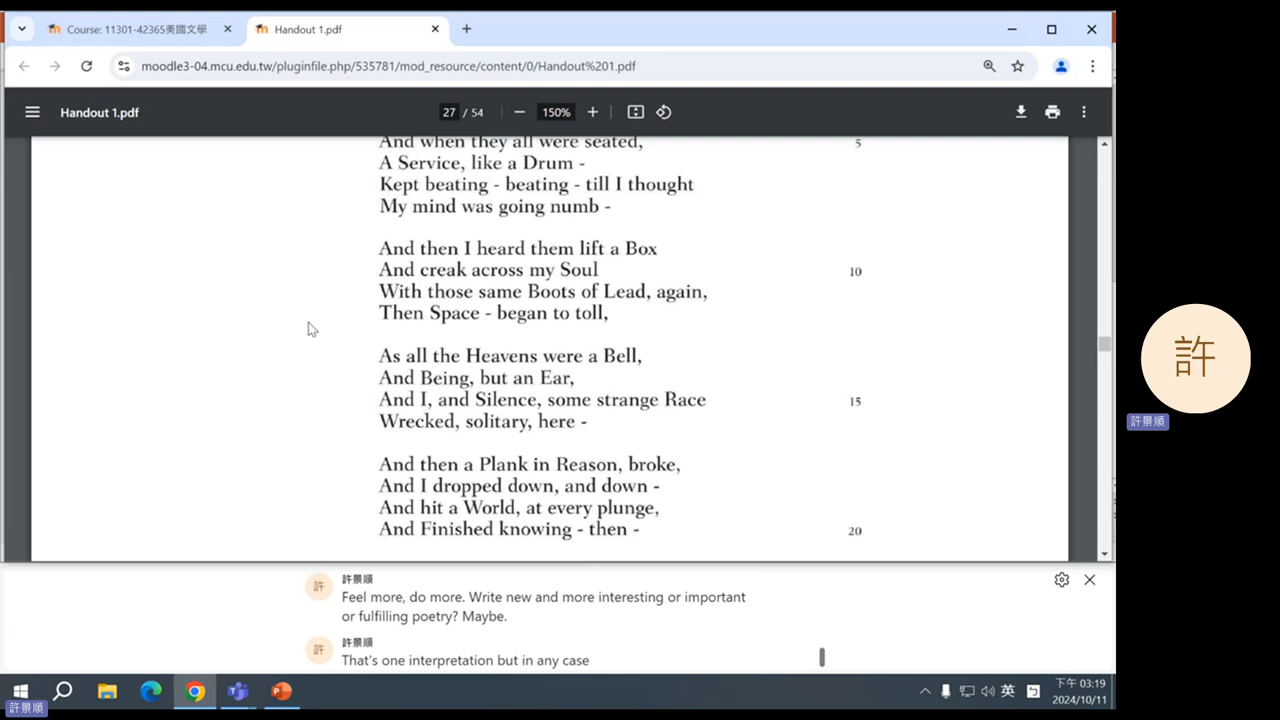 Course: 11301-42365美國文學
Handout 1.pdf
moodle3-04.mcu.edu.tw/pluginfile.php/535781/mod_resource/content/0/Handout%201.pdf
Handout 1.pdf
27 / 54
150%
And when they all were seated,
5
A Service, like a Drum -
Kept beating - beating - till I thought
My mind was going numb -
And then I heard them lift a Box
And creak across my Soul
10
With those same Boots of Lead, again,
Then Space - began to toll,
As all the Heavens were a Bell,
And Being, but an Ear,
And I, and Silence, some strange Race
15
Wrecked, solitary, here -
And then a Plank in Reason, broke,
And I dropped down, and down -
And hit a World, at every plunge,
And Finished knowing - then -
20
許
許景順
許
許景順
Feel more, do more. Write new and more interesting or important
or fulfilling poetry? Maybe.
許
許景順
That's one interpretation but in any case
英
下午 03:19
2024/10/11
許景順